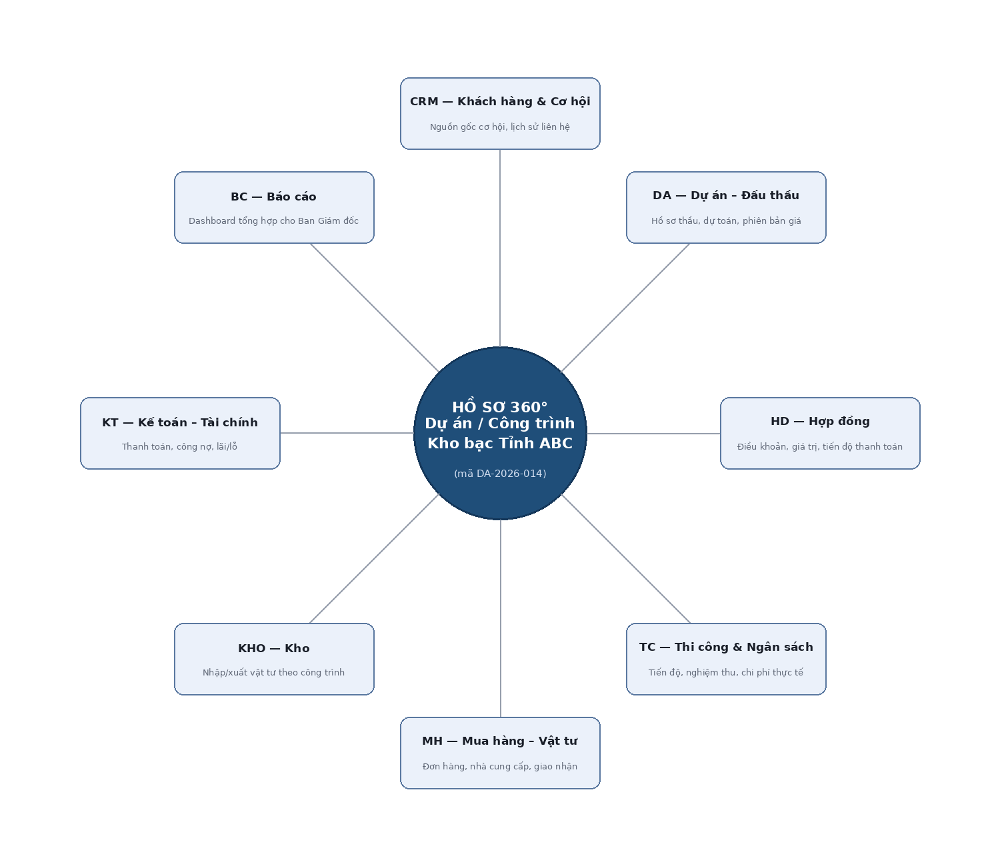 CRM — Khách hàng & Cơ hội
Nguồn gốc cơ hội, lịch sử liên hệ
BC — Báo cáo
Dashboard tổng hợp cho Ban Giám đốc
DA — Dự án – Đấu thầu
Hồ sơ thầu, dự toán, phiên bản giá
HỒ SƠ 360°
Dự án / Công trình
Kho bạc Tỉnh ABC
(mã DA-2026-014)
KT — Kế toán – Tài chính
Thanh toán, công nợ, lãi/lỗ
HD — Hợp đồng
Điều khoản, giá trị, tiến độ thanh toán
KHO — Kho
Nhập/xuất vật tư theo công trình
TC — Thi công & Ngân sách
Tiến độ, nghiệm thu, chi phí thực tế
MH — Mua hàng – Vật tư
Đơn hàng, nhà cung cấp, giao nhận